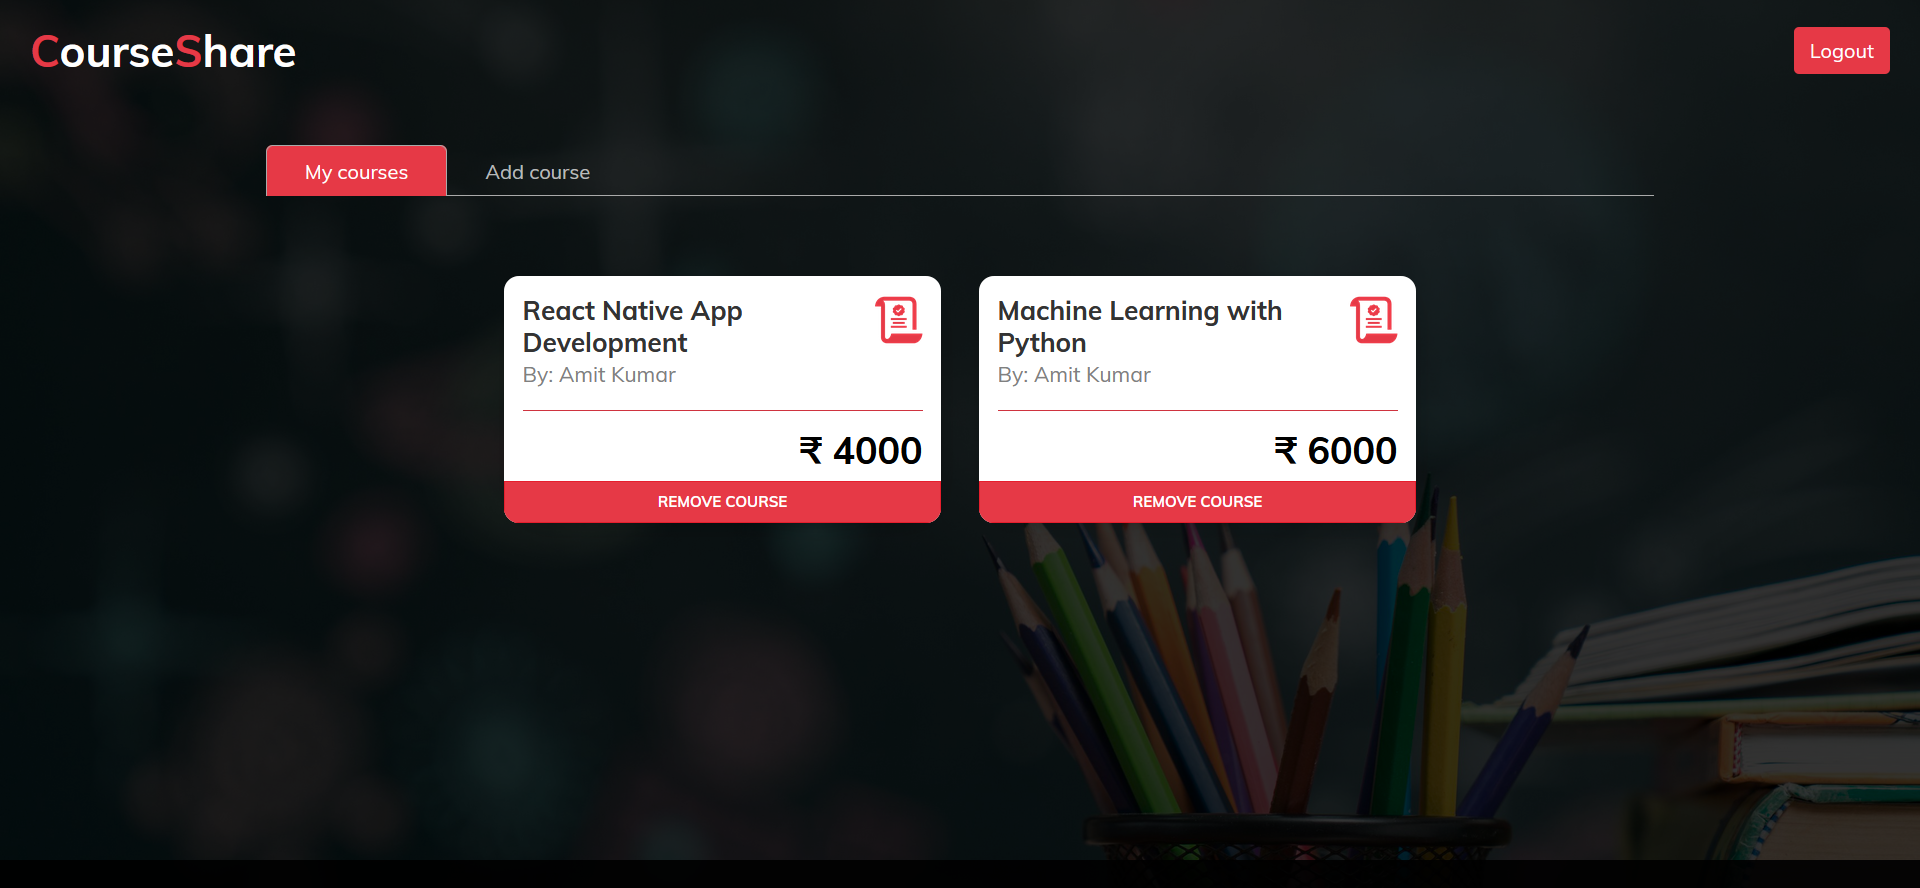 CourseShare
Logout
My courses
Add course
React Native App
Development
By: Amit Kumar
₹ 4000
REMOVE COURSE
Machine Learning with
Python
By: Amit Kumar
₹ 6000
REMOVE COURSE